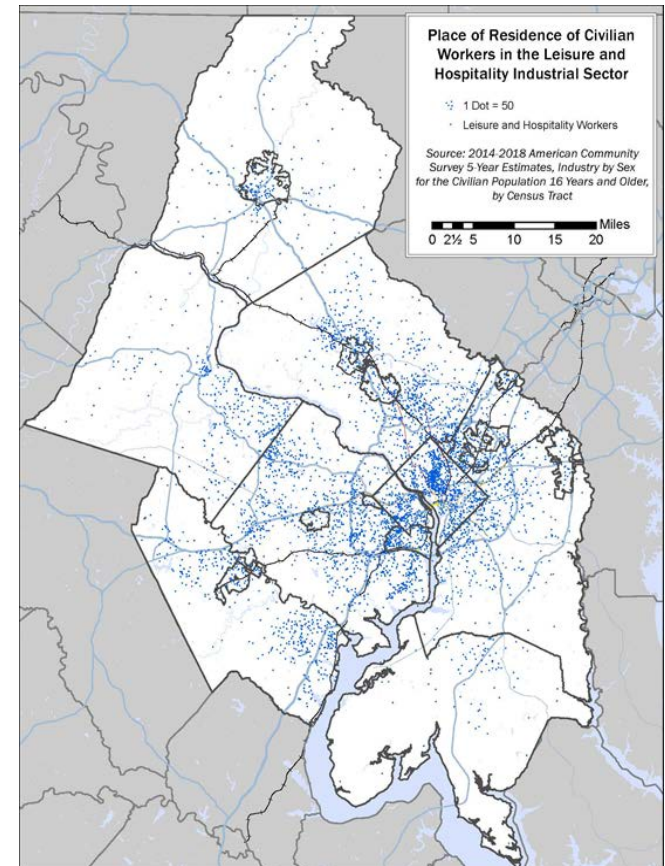 Place of Residence of Civilian
Workers in the Leisure and
Hospitality Industrial Sector
1 Dot = 50
Leisure and Hospitality Workers
Source: 2014-2018 American Community
Survey 5-Year Estimates, Industry by Sex
for the Civilian Population 16 Years and Older,
by Census Tract
Miles
0 2½ 5 10 15 20